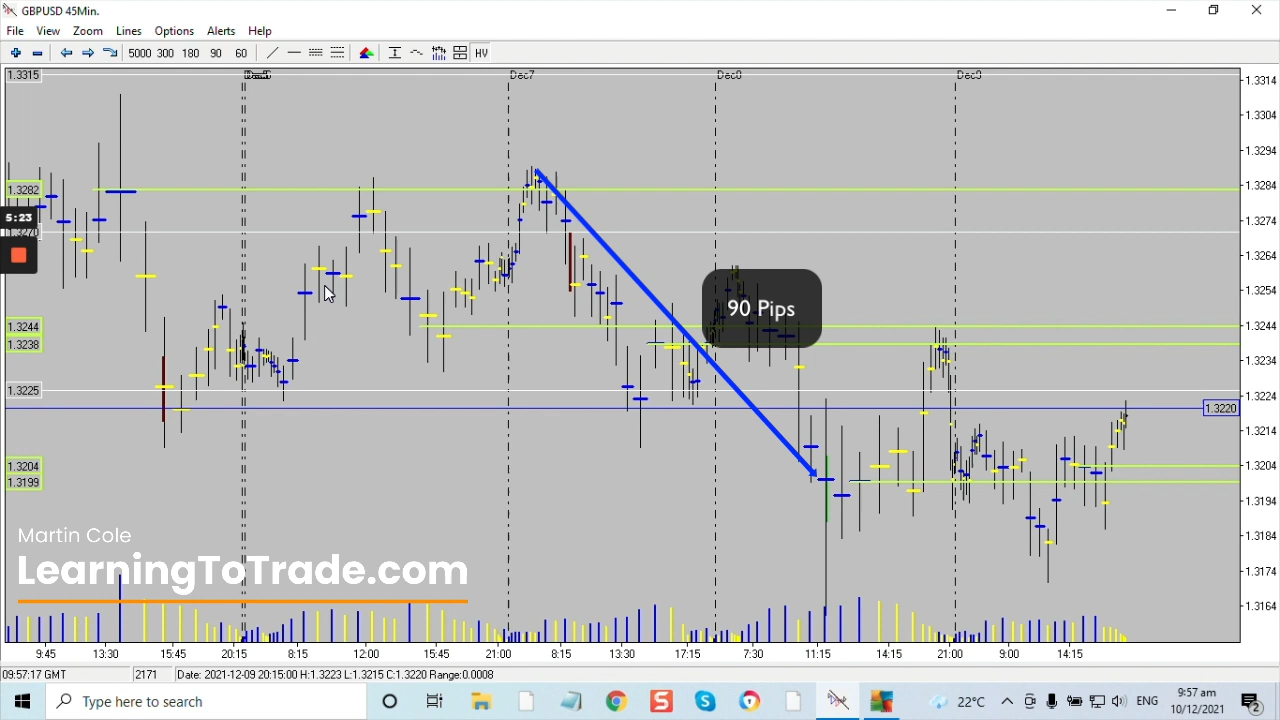 GBPUSD 45Min.
File View Zoom Lines Options Alerts Help
5000 300 180 90 60 HV
1.3315
Dec7
Dec8
1.3314
1.3304
1.3294
1.3284
1.3274
1.3264
1.3254
1.3244
1.3234
1.3224
1.3214
1.3204
1.3194
1.3184
1.3174
1.3164
1.3282
5:23
1.3244
1.3238
1.3225
1.3204
1.3199
1.3220
90 Pips
Martin Cole
LearningToTrade.com
9:45 13:30 15:45 20:15 8:15 12:00 15:45 21:00 8:15 13:30 17:15 7:30 11:15 14:15 21:00 9:00 14:15
09:57:17 GMT 2171 Date: 2021-12-09 20:15:00 H:1.3223 L:1.3215 C:1.3220 Range:0.0008
Type here to search
22°C ENG 9:57 am
10/12/2021
2